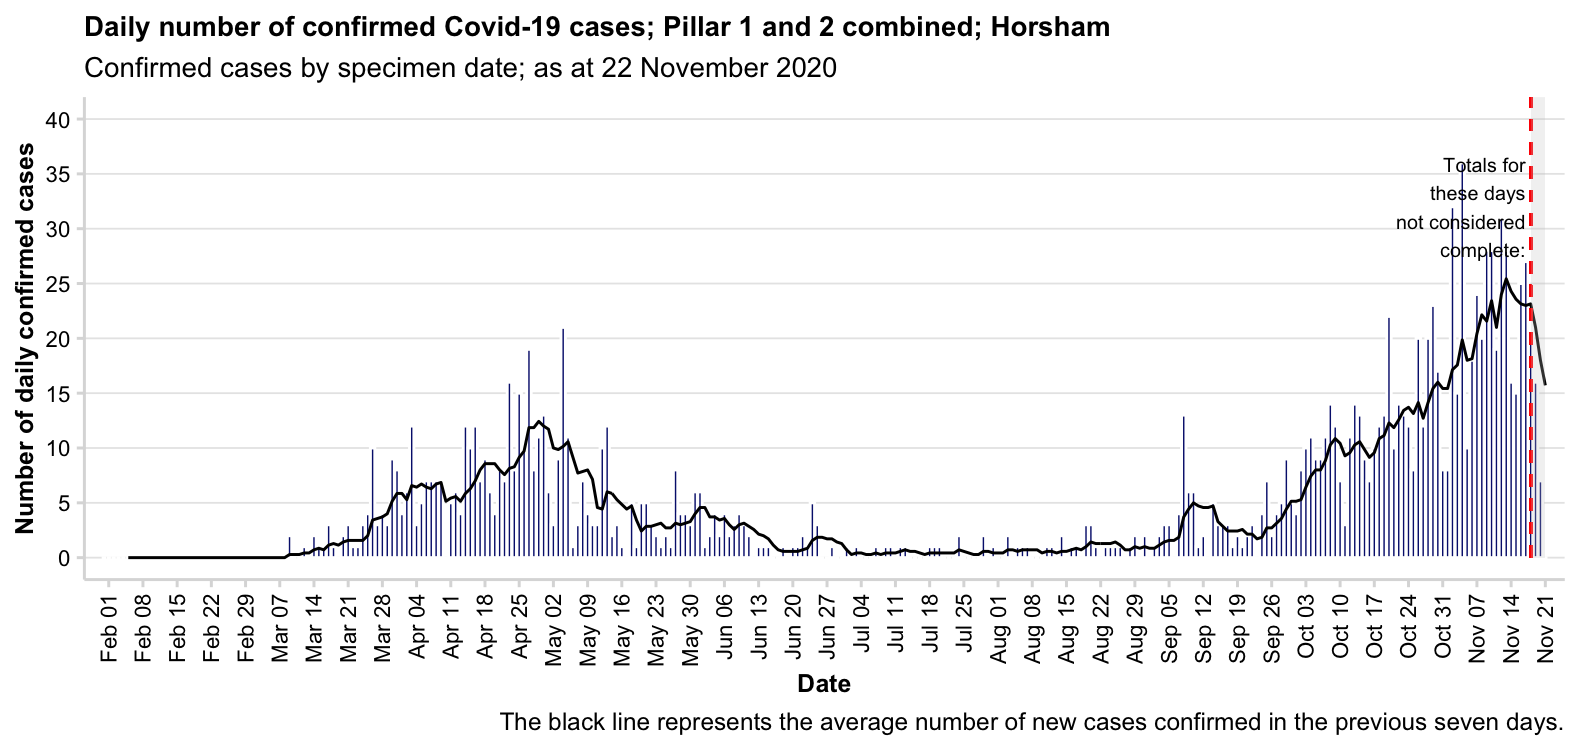 Daily number of confirmed Covid-19 cases; Pillar 1 and 2 combined; Horsham
Confirmed cases by specimen date; as at 22 November 2020
Number of daily confirmed cases
40
35
30
25
20
15
10
5
0
Totals for
these days
not considered
complete:
Feb 01
Feb 08
Feb 15
Feb 22
Feb 29
Mar 07
Mar 14
Mar 21
Mar 28
Apr 04
Apr 11
Apr 18
Apr 25
May 02
May 09
May 16
May 23
May 30
Jun 06
Jun 13
Jun 20
Jun 27
Jul 04
Jul 11
Jul 18
Jul 25
Aug 01
Aug 08
Aug 15
Aug 22
Aug 29
Sep 05
Sep 12
Sep 19
Sep 26
Oct 03
Oct 10
Oct 17
Oct 24
Oct 31
Nov 07
Nov 14
Nov 21
Date
The black line represents the average number of new cases confirmed in the previous seven days.